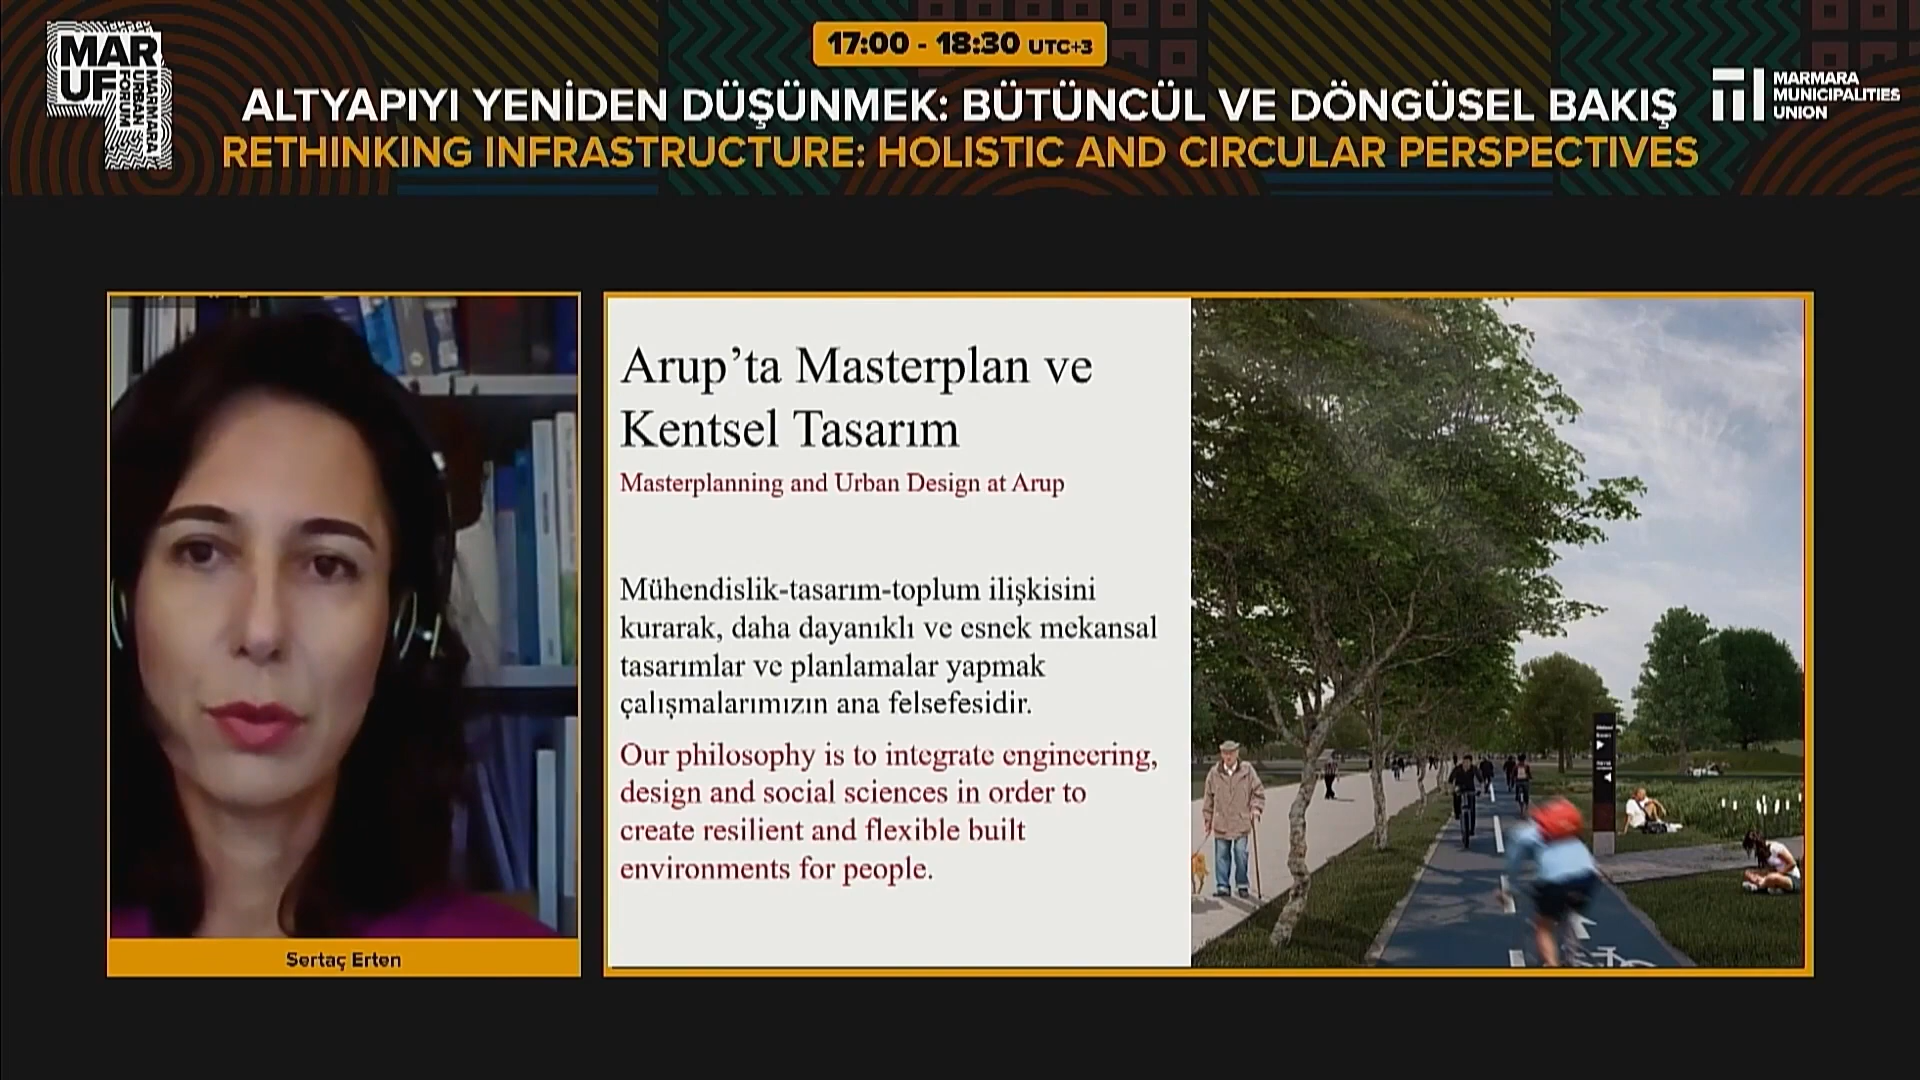 17:00 - 18:30 UTC+3
MAR
UF
MARMARA
URBAN
FORUM
ALTYAPIYI YENİDEN DÜŞÜNMEK: BÜTÜNCÜL VE DÖNGÜSEL BAKIŞ
RETHINKING INFRASTRUCTURE: HOLISTIC AND CIRCULAR PERSPECTIVES
MARMARA
MUNICIPALITIES
UNION
Arup’ta Masterplan ve
Kentsel Tasarım
Masterplanning and Urban Design at Arup
Mühendislik-tasarım-toplum ilişkisini
kurarak, daha dayanıklı ve esnek mekansal
tasarımlar ve planlamalar yapmak
çalışmalarımızın ana felsefesidir.
Our philosophy is to integrate engineering,
design and social sciences in order to
create resilient and flexible built
environments for people.
Sertaç Erten